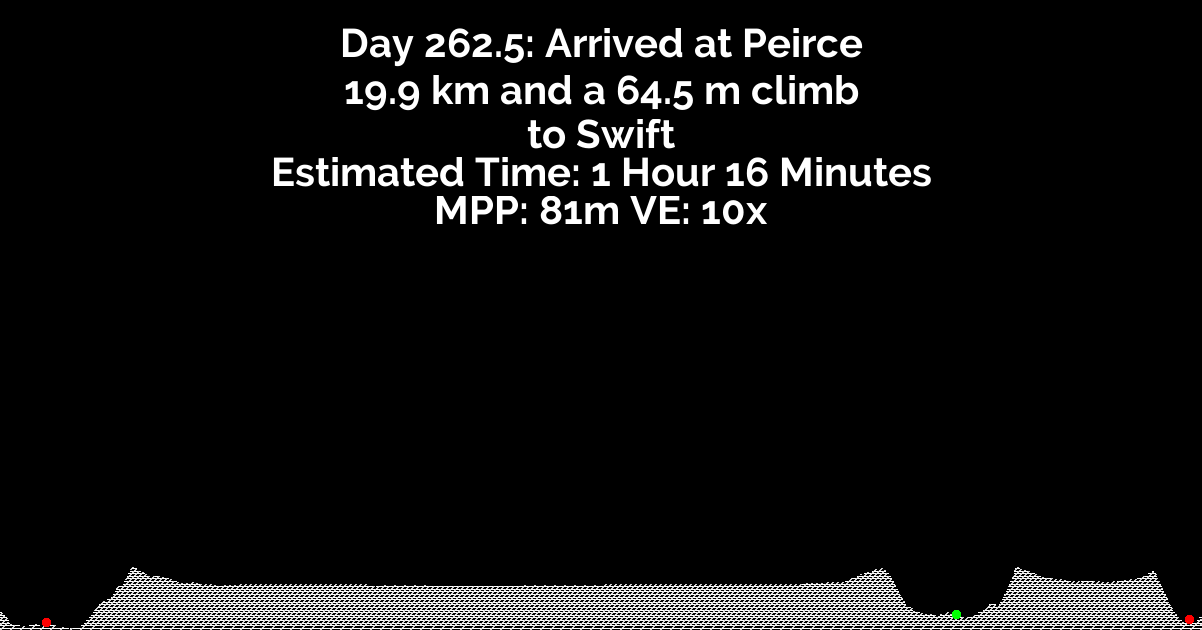 Day 262.5: Arrived at Peirce
19.9 km and a 64.5 m climb
to Swift
Estimated Time: 1 Hour 16 Minutes
MPP: 81m VE: 10x